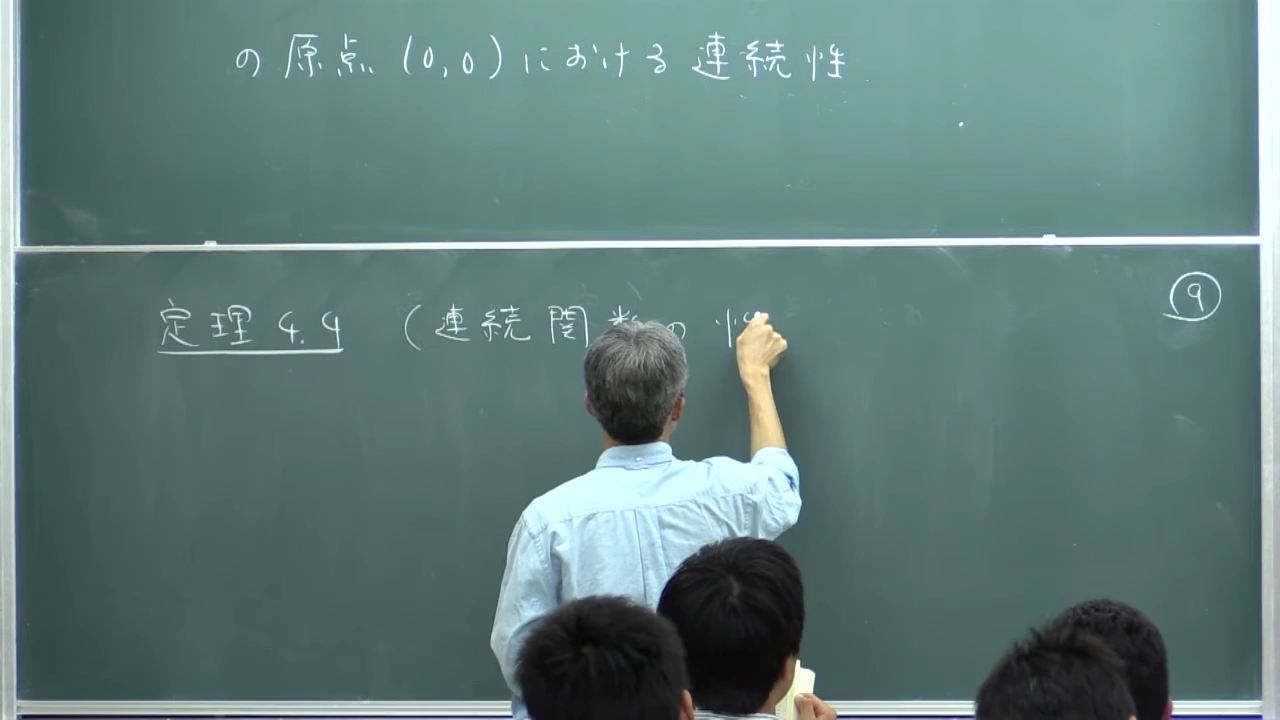 の原点 (0,0) における 連続性
⑨
定理 4.4 (連続関数の性